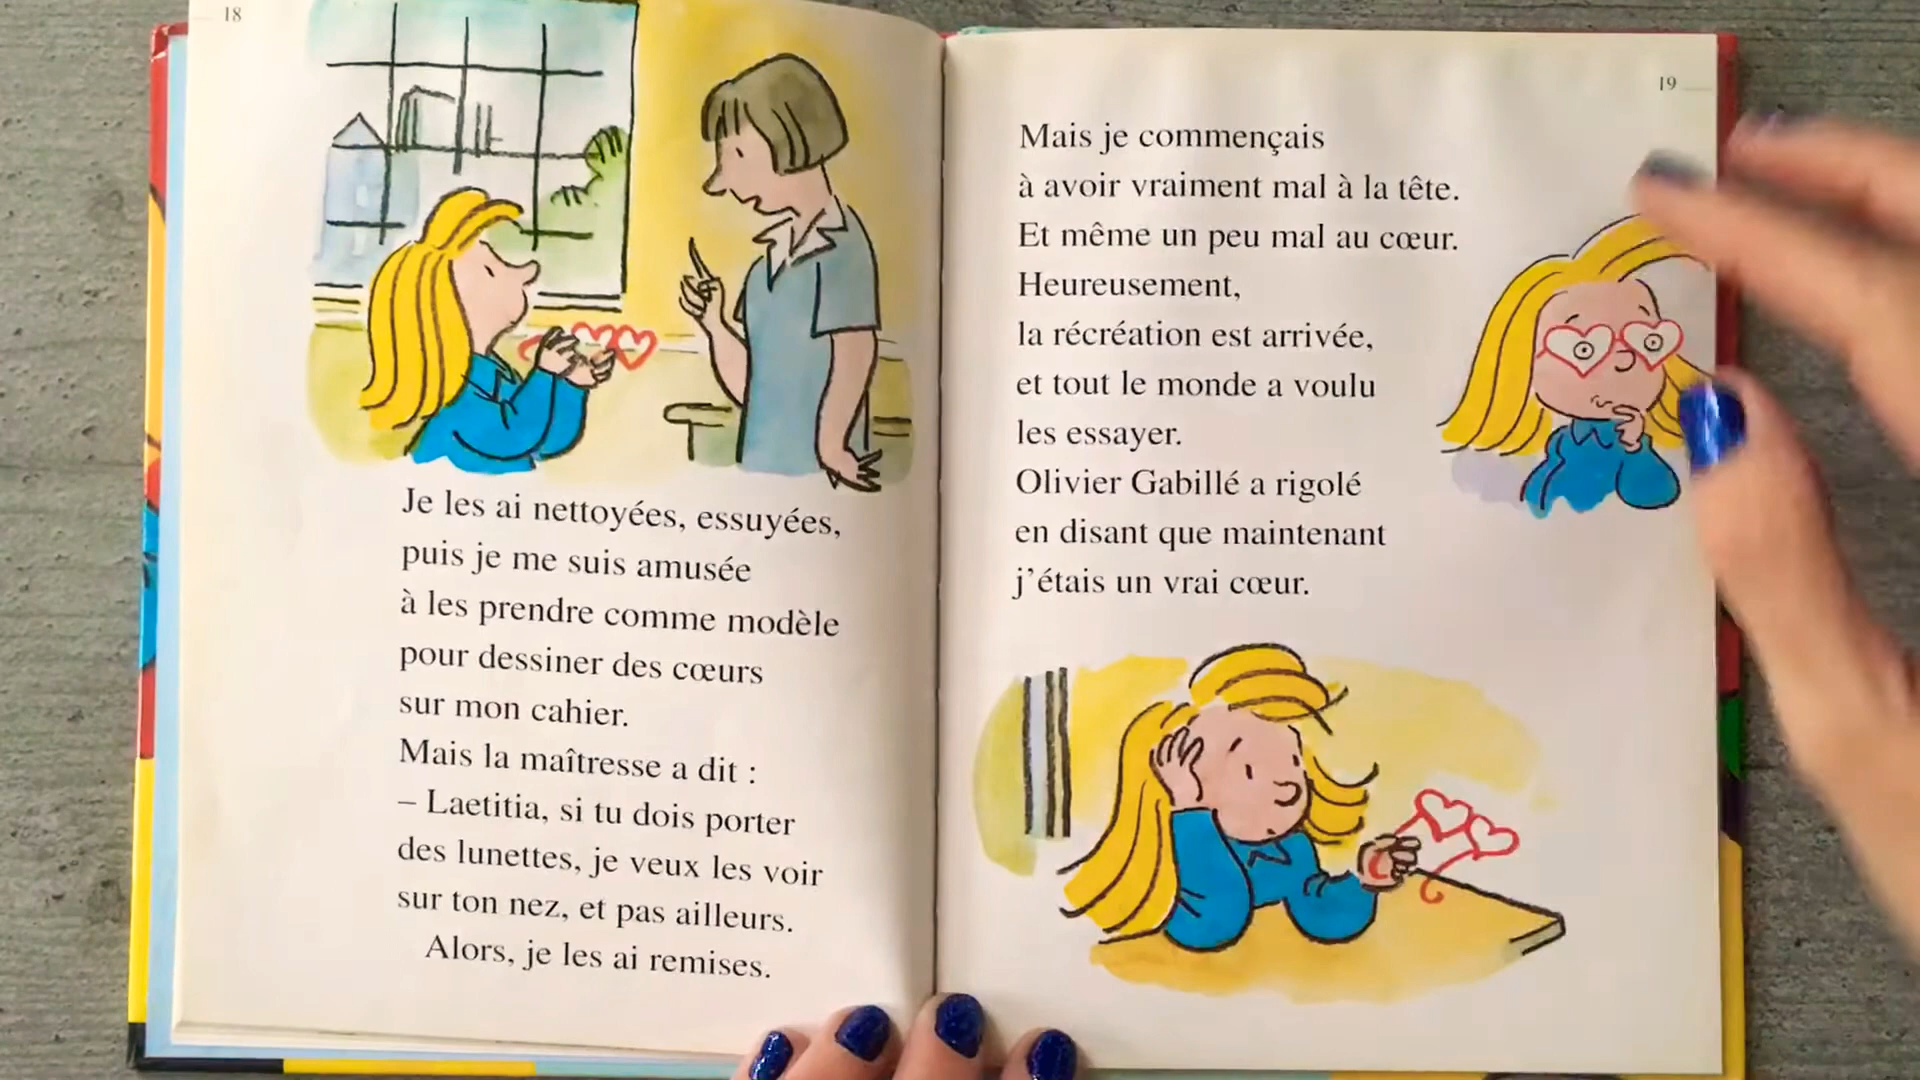 18
Je les ai nettoyées, essuyées,
puis je me suis amusée
à les prendre comme modèle
pour dessiner des cœurs
sur mon cahier.
Mais la maîtresse a dit :
– Laetitia, si tu dois porter
des lunettes, je veux les voir
sur ton nez, et pas ailleurs.
Alors, je les ai remises.
19
Mais je commençais
à avoir vraiment mal à la tête.
Et même un peu mal au cœur.
Heureusement,
la récréation est arrivée,
et tout le monde a voulu
les essayer.
Olivier Gabillé a rigolé
en disant que maintenant
j'étais un vrai cœur.